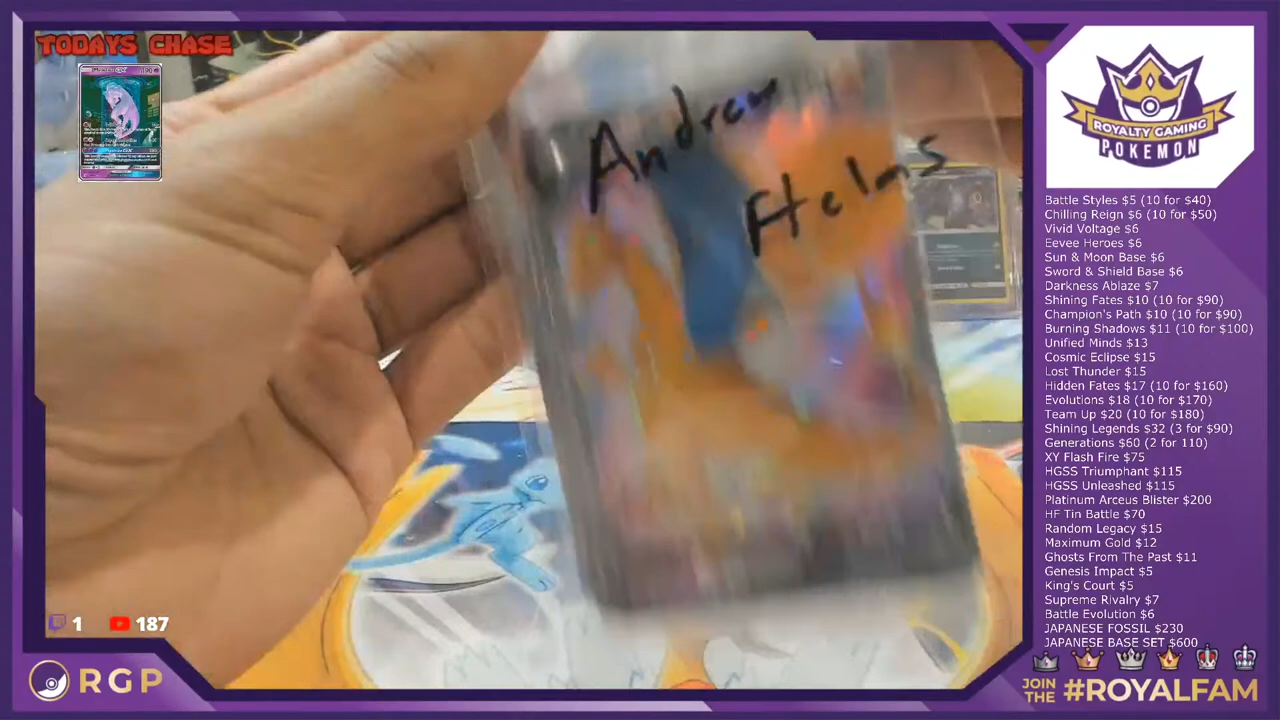 TODAYS CHASE
Andrew
Helms
ROYALTY GAMING
POKEMON
Battle Styles $5 (10 for $40)
Chilling Reign $6 (10 for $50)
Vivid Voltage $6
Eevee Heroes $6
Sun & Moon Base $6
Sword & Shield Base $6
Darkness Ablaze $7
Shining Fates $10 (10 for $90)
Champion's Path $10 (10 for $90)
Burning Shadows $11 (10 for $100)
Unified Minds $13
Cosmic Eclipse $15
Lost Thunder $15
Hidden Fates $17 (10 for $160)
Evolutions $18 (10 for $170)
Team Up $20 (10 for $180)
Shining Legends $32 (3 for $90)
Generations $60 (2 for 110)
XY Flash Fire $75
HGSS Triumphant $115
HGSS Unleashed $115
Platinum Arceus Blister $200
HF Tin Battle $70
Random Legacy $15
Maximum Gold $12
Ghosts From The Past $11
Genesis Impact $5
King's Court $5
Supreme Rivalry $7
Battle Evolution $6
JAPANESE FOSSIL $230
JAPANESE BASE SET $600
1 187
RGP
JOIN THE #ROYALFAM